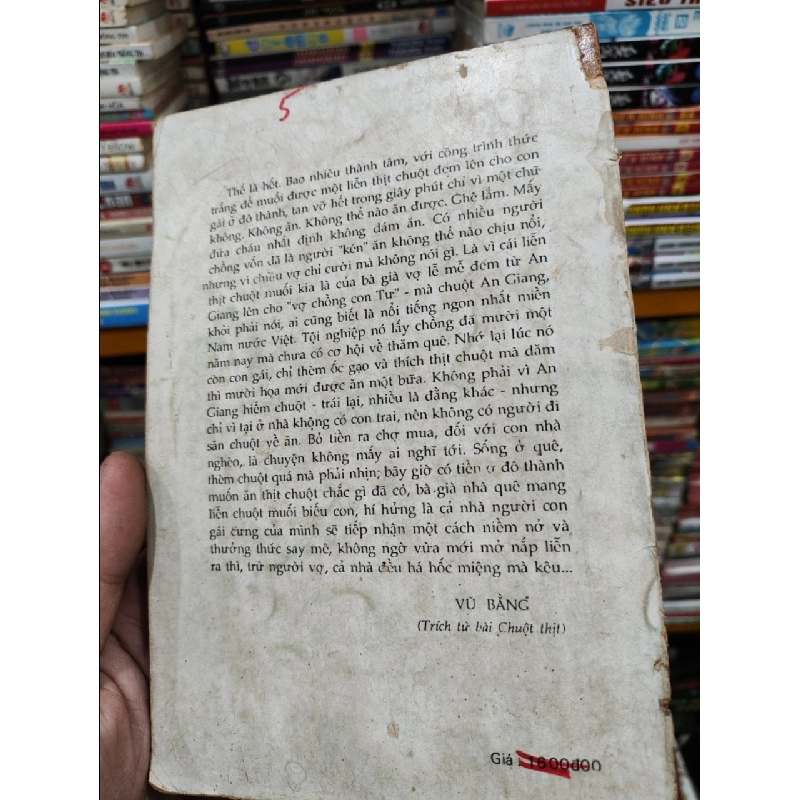 5
Thế là hết. Bao nhiêu thành tâm, với công trình thức
trắng để muối được một liễn thịt chuột đem lên cho con
gái ở đô thành, tan vỡ hết trong giây phút chỉ vì một chữ
không. Không ăn. Không thể nào ăn được. Ghê lắm. Mấy
đứa cháu nhất định không dám ăn. Có nhiều người
chồng vốn đã là người "kén" ăn không thể nào chịu nổi,
nhưng vì chiều vợ chỉ cười mà không nói gì. Là vì cái liễn
thịt chuột muối kia là của bà già vợ lễ mễ đem từ An
Giang lên cho "vợ chồng con Tư" - mà chuột An Giang,
khỏi phải nói, ai cũng biết là nổi tiếng ngon nhất miền
Nam nước Việt. Tội nghiệp nó lấy chồng đã mười một
năm nay mà chưa có cơ hội về thăm quê. Nhớ lại lúc nó
còn con gái, chỉ thèm ốc gạo và thích thịt chuột mà dăm
thì mười họa mới được ăn một bữa. Không phải vì An
Giang hiếm chuột - trái lại, nhiều là đằng khác - nhưng
chỉ vì tại ở nhà không có con trai, nên không có người đi
săn chuột về ăn. Bỏ tiền ra chợ mua, đối với con nhà
nghèo, là chuyện không mấy ai nghĩ tới. Sống ở quê,
thèm chuột quá mà phải nhịn; bây giờ có tiền ở đô thành
muốn ăn thịt chuột chắc gì đã có, bà già nhà quê mang
liễn chuột muối biếu con, hí hửng là cả nhà người con
gái cưng của mình sẽ tiếp nhận một cách niềm nở và
thưởng thức say mê, không ngờ vừa mới mở nắp liễn
ra thì, trừ người vợ, cả nhà đều há hốc miệng mà kêu...
VŨ BẰNG
(Trích từ bài Chuột thịt)
Giá : 1600đ00